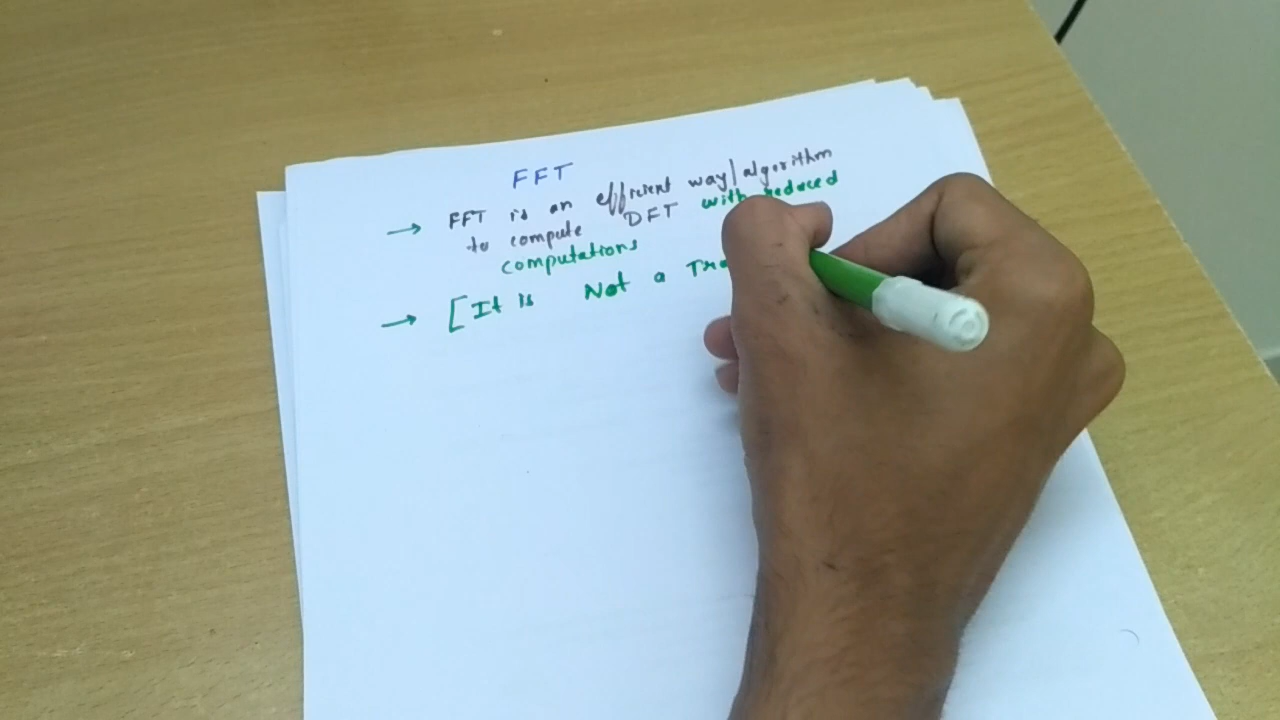 FFT
→ FFT is an efficient way/algorithm
to compute DFT with reduced
computations
→ [It is Not a Tra